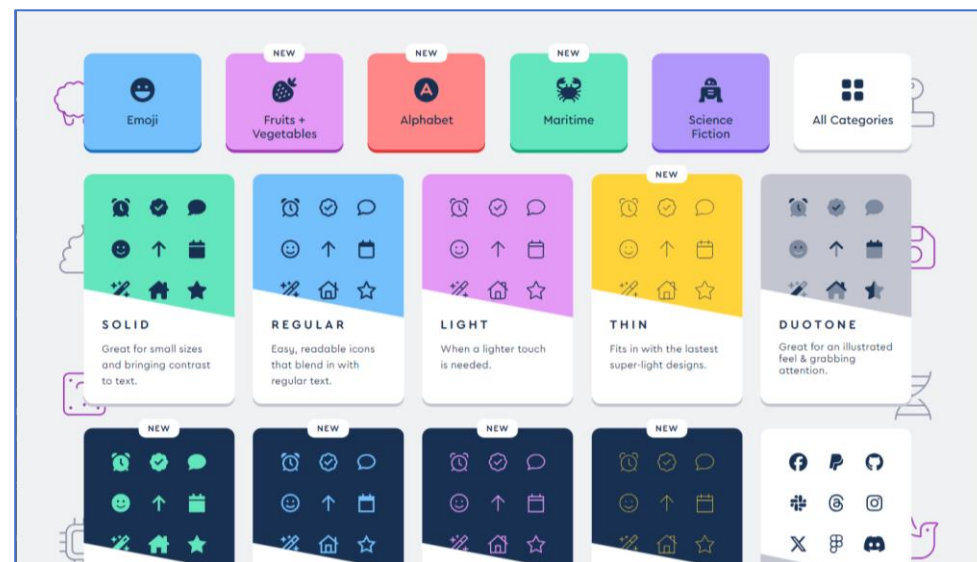 NEW
NEW
NEW
Emoji
Fruits +
Vegetables
Alphabet
Maritime
Science
Fiction
All Categories
NEW
SOLID
Great for small sizes
and bringing contrast
to text.
REGULAR
Easy, readable icons
that blend in with
regular text.
LIGHT
When a lighter touch
is needed.
THIN
Fits in with the lastest
super-light designs.
DUOTONE
Great for an illustrated
feel & grabbing
attention.
NEW
NEW
NEW
NEW